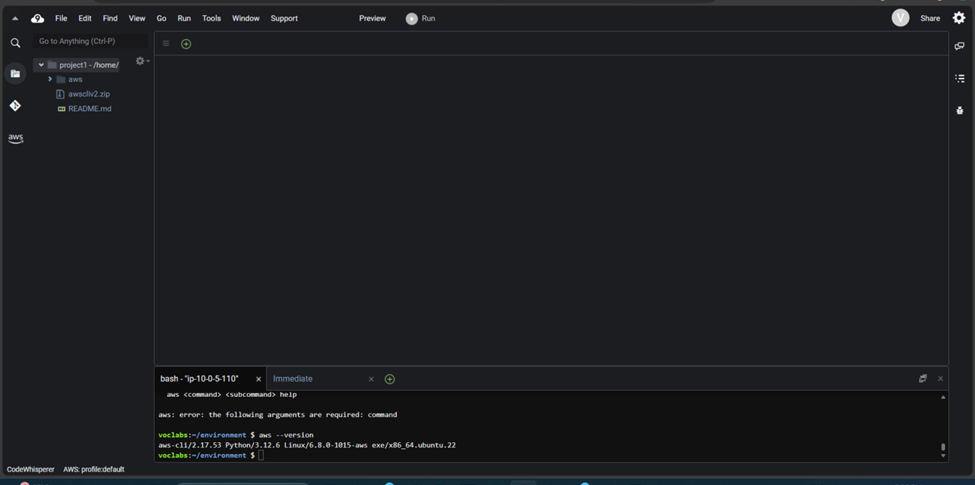 File Edit Find View Go Run Tools Window Support Preview Run V Share
Go to Anything (Ctrl-P)
project1 - /home/
aws
awscliv2.zip
README.md
aws
bash - "ip-10-0-5-110" Immediate
aws <command> <subcommand> help
aws: error: the following arguments are required: command
voclabs:~/environment $ aws --version
aws-cli/2.17.53 Python/3.12.6 Linux/6.8.0-1015-aws exe/x86_64.ubuntu.22
voclabs:~/environment $
CodeWhisperer AWS: profile:default